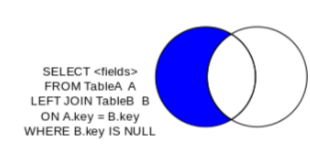 SELECT <fields>
FROM TableA A
LEFT JOIN TableB B
ON A.key = B.key
WHERE B.key IS NULL